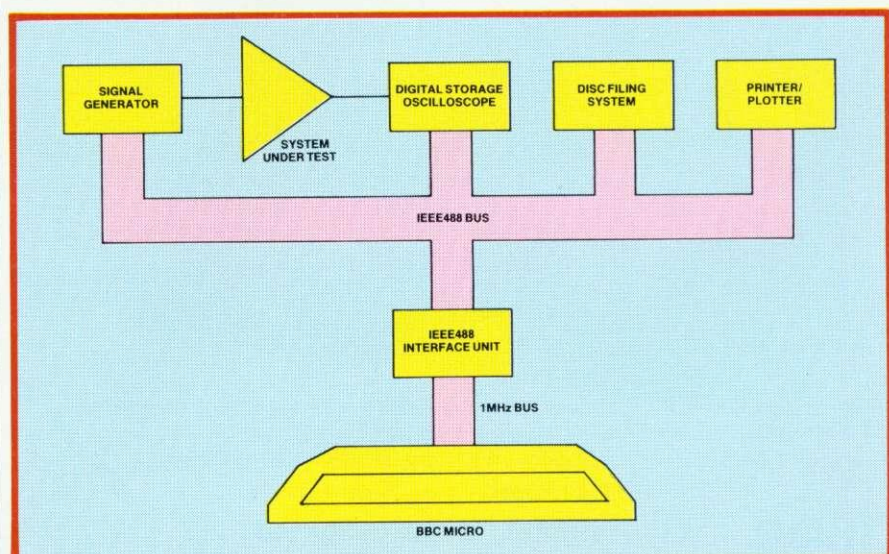 SIGNAL
GENERATOR
SYSTEM
UNDER TEST
DIGITAL STORAGE
OSCILLOSCOPE
DISC FILING
SYSTEM
PRINTER/
PLOTTER
IEEE488 BUS
IEEE488
INTERFACE UNIT
1MHz BUS
BBC MICRO